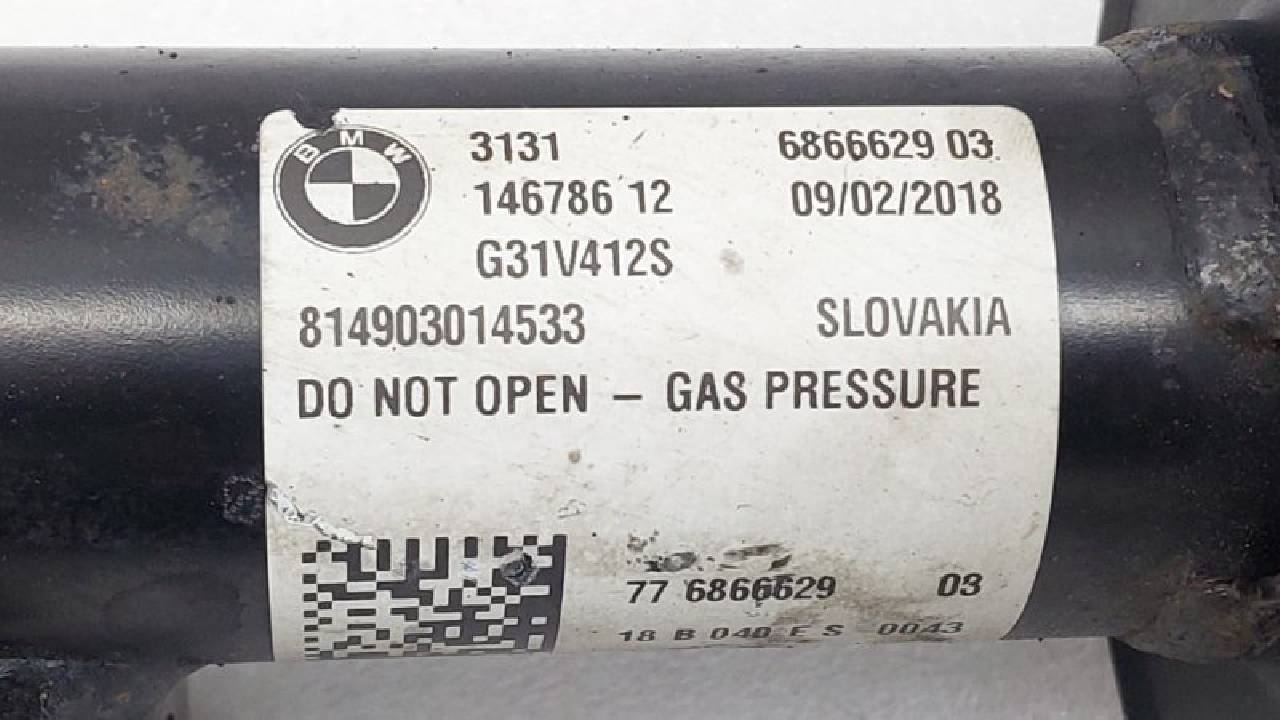 BMW
3131 6866629 03
146786 12 09/02/2018
G31V412S
814903014533 SLOVAKIA
DO NOT OPEN – GAS PRESSURE
77 6866629 03
18 B 040 E S 0043